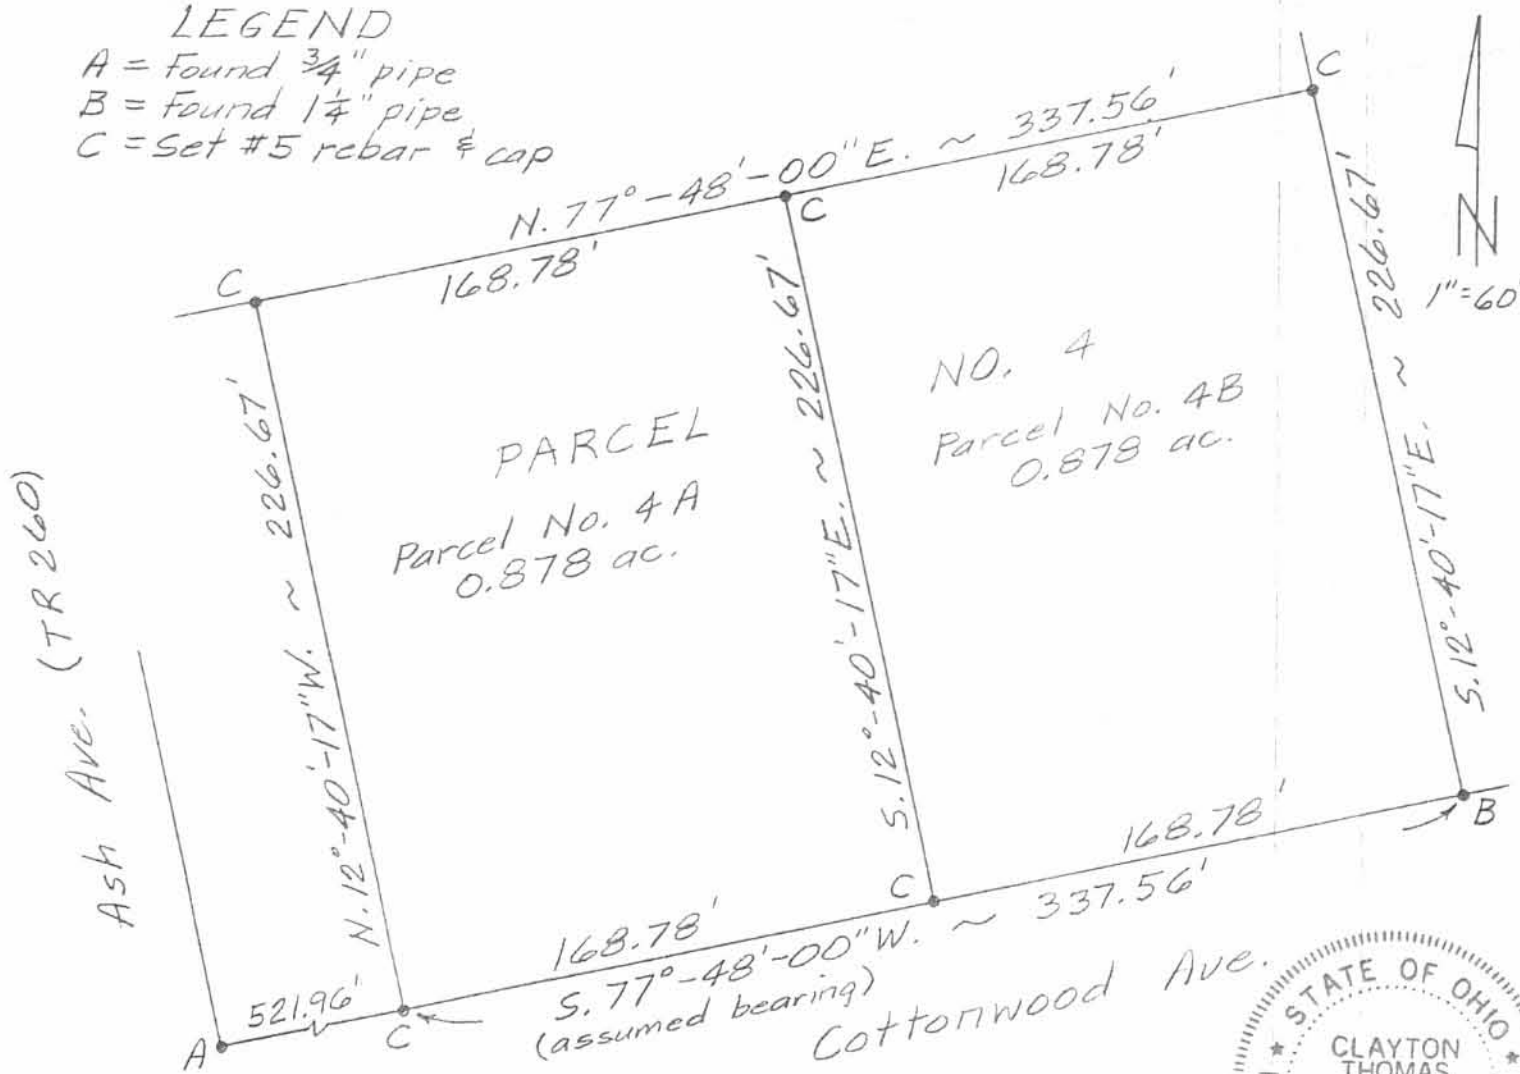 LEGEND
A = Found 3/4" pipe
B = Found 1 1/4" pipe
C = Set #5 rebar & cap
C
N. 77°-48'-00"E. ~ 337.56'
168.78'
168.78'
C
C
N
1"=60'
226.67'
N. 12°-40'-17"W. ~ 226.67'
S. 12°-40'-17"E. ~ 226.67'
S. 12°-40'-17"E. ~
PARCEL
NO. 4
Parcel No. 4A
0.878 ac.
Parcel No. 4B
0.878 ac.
Ash Ave. (TR 260)
B
168.78'
C
168.78'
S. 77°-48'-00"W. ~ 337.56'
(assumed bearing)
521.96'
A
C
Cottonwood Ave.
STATE OF OHIO
CLAYTON
THOMAS